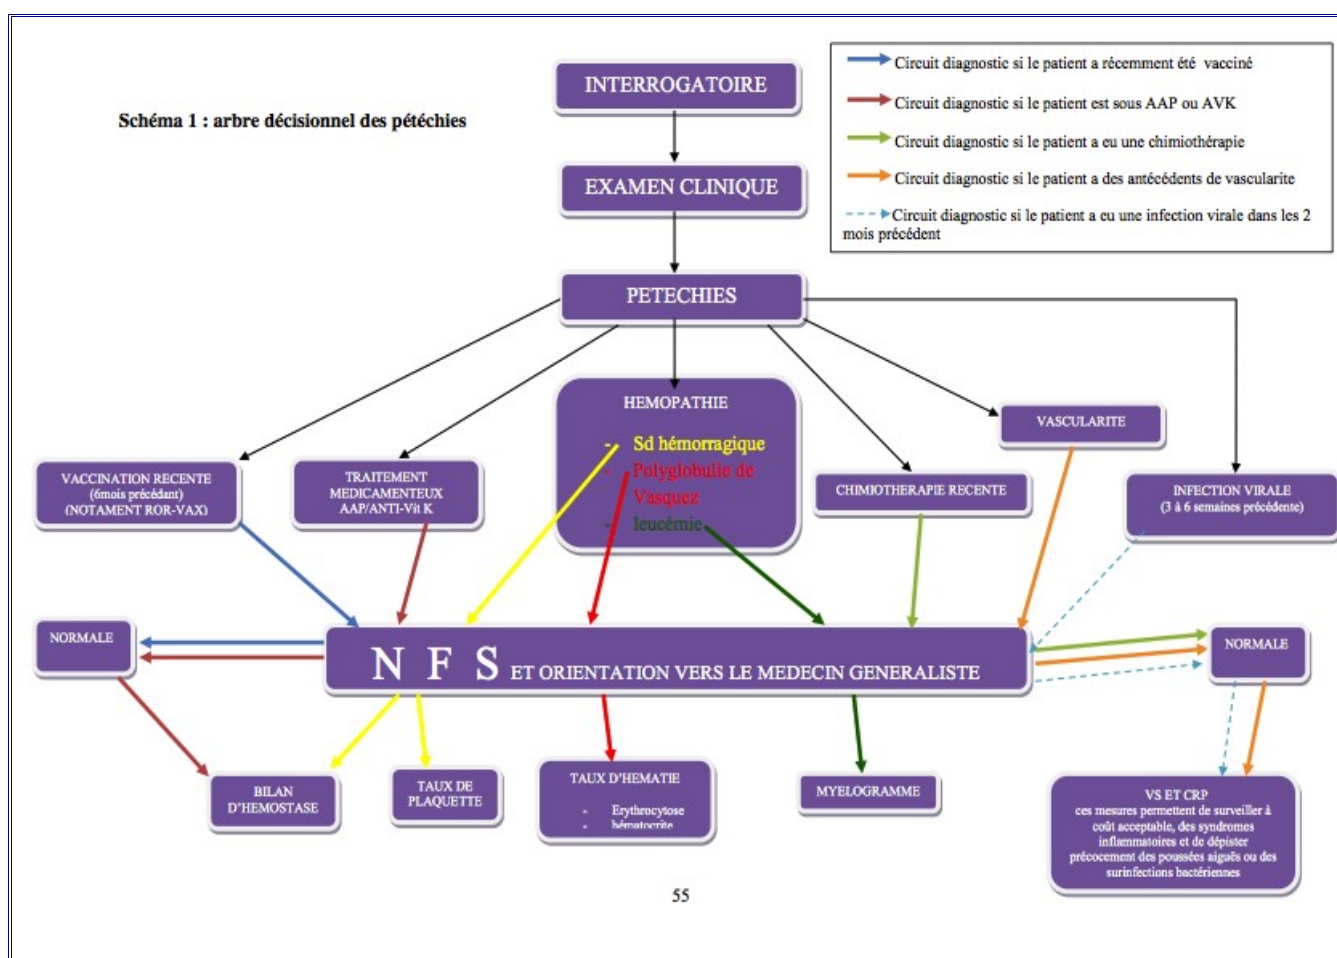 Schéma 1 : arbre décisionnel des pétéchies
INTERROGATOIRE
EXAMEN CLINIQUE
PETECHIES
Circuit diagnostic si le patient a récemment été vacciné
Circuit diagnostic si le patient est sous AAP ou AVK
Circuit diagnostic si le patient a eu une chimiothérapie
Circuit diagnostic si le patient a des antécédents de vascularite
Circuit diagnostic si le patient a eu une infection virale dans les 2
mois précédent
VACCINATION RECENTE
(6mois précédant)
(NOTAMENT ROR-VAX)
TRAITEMENT
MEDICAMENTEUX
AAP/ANTI-Vit K
HEMOPATHIE
- Sd hémorragique
- Polyglobulie de
Vasquez
- leucémie
CHIMIOTHERAPIE RECENTE
VASCULARITE
INFECTION VIRALE
(3 à 6 semaines précédente)
NORMALE
N F S ET ORIENTATION VERS LE MEDECIN GENERALISTE
NORMALE
BILAN
D'HEMOSTASE
TAUX DE
PLAQUETTE
TAUX D'HEMATIE
- Erythrocytose
- hématocrite
MYELOGRAMME
VS ET CRP
ces mesures permettent de surveiller à
coût acceptable, des syndromes
inflammatoires et de dépister
précocement des poussées aiguës ou des
surinfections bactériennes
55